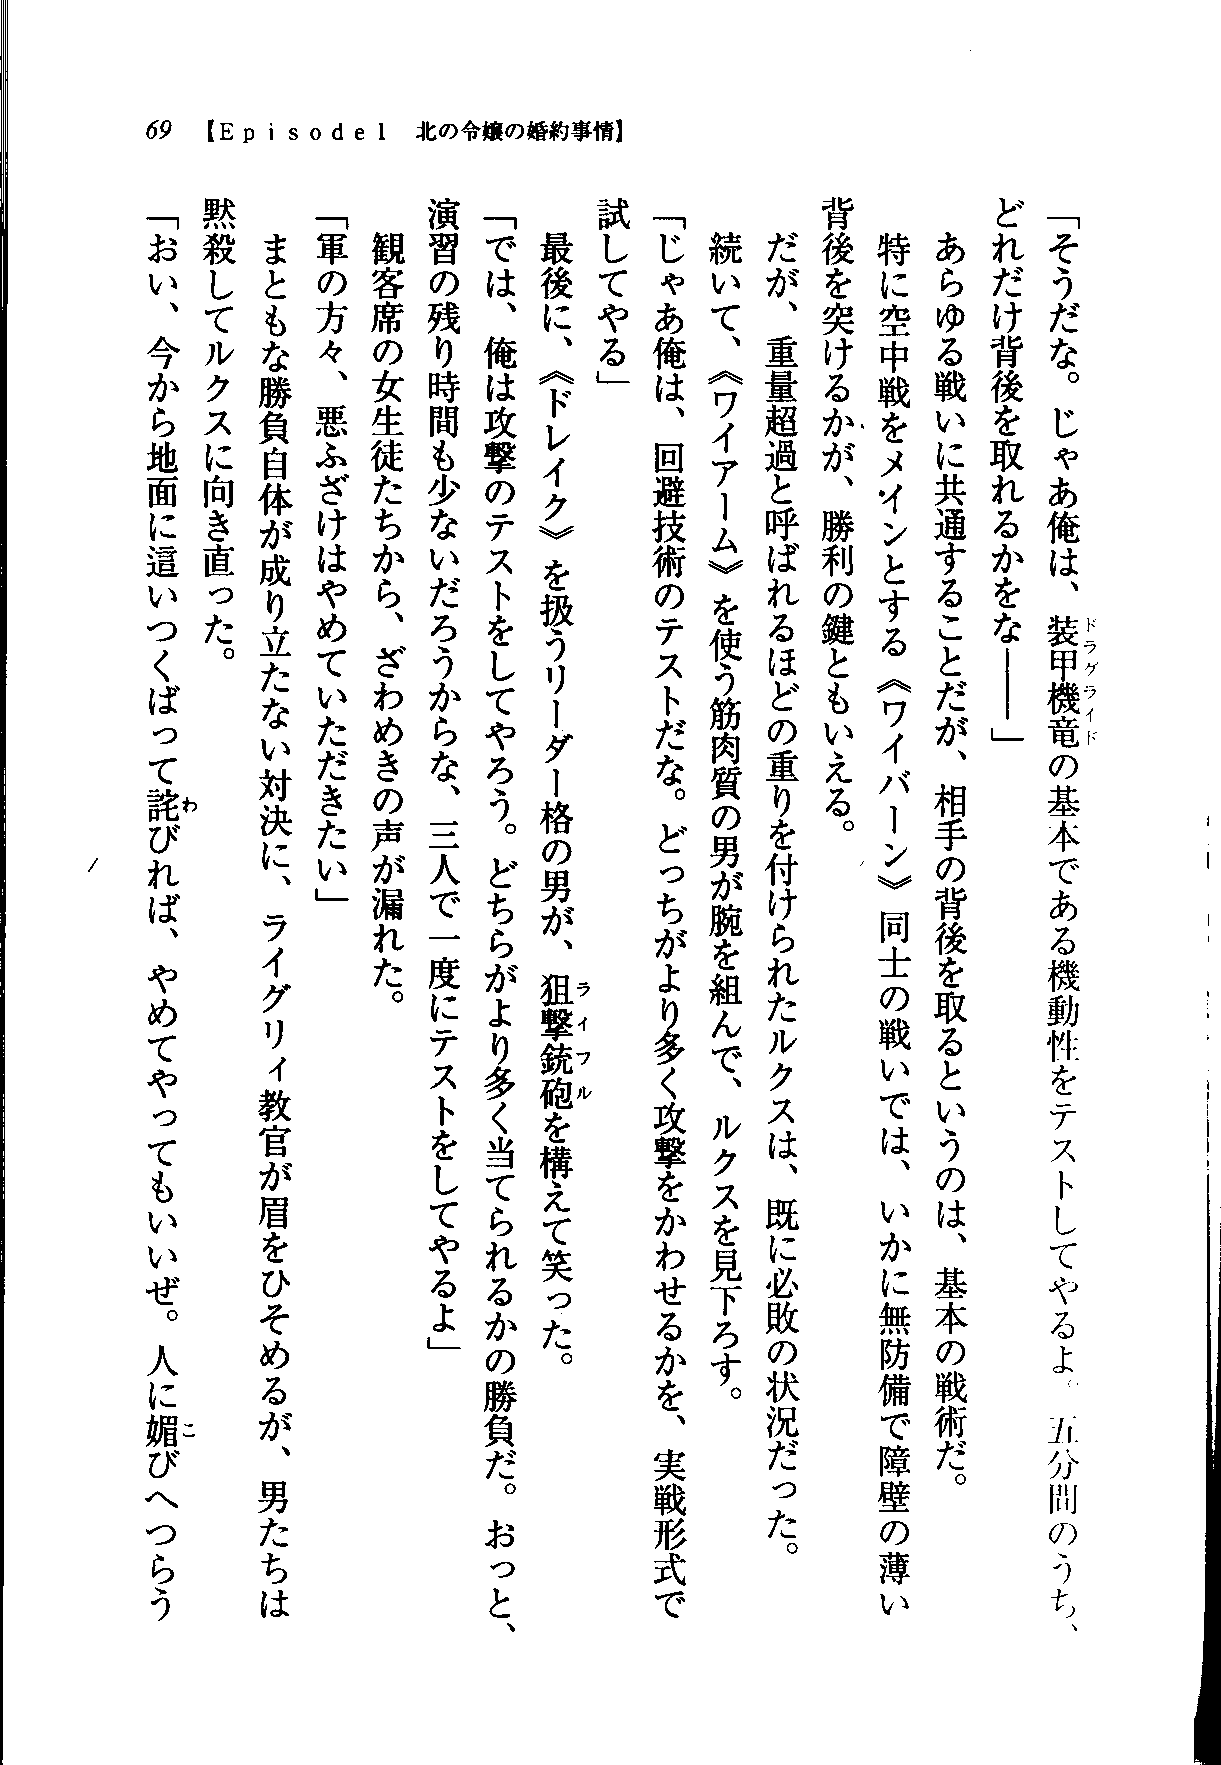 69 【Episode1 北の令嬢の婚約事情】
「そうだな。じゃあ俺は、装甲機竜の基本である機動性をテストしてやるよ。五分間のうち、
どれだけ背後を取れるかをな――」
あらゆる戦いに共通することだが、相手の背後を取るというのは、基本の戦術だ。
特に空中戦をメインとする《ワイバーン》同士の戦いでは、いかに無防備で障壁の薄い
背後を突けるかが、勝利の鍵ともいえる。
だが、重量超過と呼ばれるほどの重りを付けられたルクスは、既に必敗の状況だった。
続いて、《ワイアーム》を使う筋肉質の男が腕を組んで、ルクスを見下ろす。
「じゃあ俺は、回避技術のテストだな。どっちがより多く攻撃をかわせるかを、実戦形式で
試してやる」
最後に、《ドレイク》を扱うリーダー格の男が、狙撃銃砲を構えて笑った。
「では、俺は攻撃のテストをしてやろう。どちらがより多く当てられるかの勝負だ。おっと、
演習の残り時間も少ないだろうからな、三人で一度にテストをしてやるよ」
観客席の女生徒たちから、ざわめきの声が漏れた。
「軍の方々、悪ふざけはやめていただきたい」
まともな勝負自体が成り立たない対決に、ライグリィ教官が眉をひそめるが、男たちは
黙殺してルクスに向き直った。
「おい、今から地面に這いつくばって詫びれば、やめてやってもいいぜ。人に媚びへつらう
ドラグライド
ライフル
わ
こ